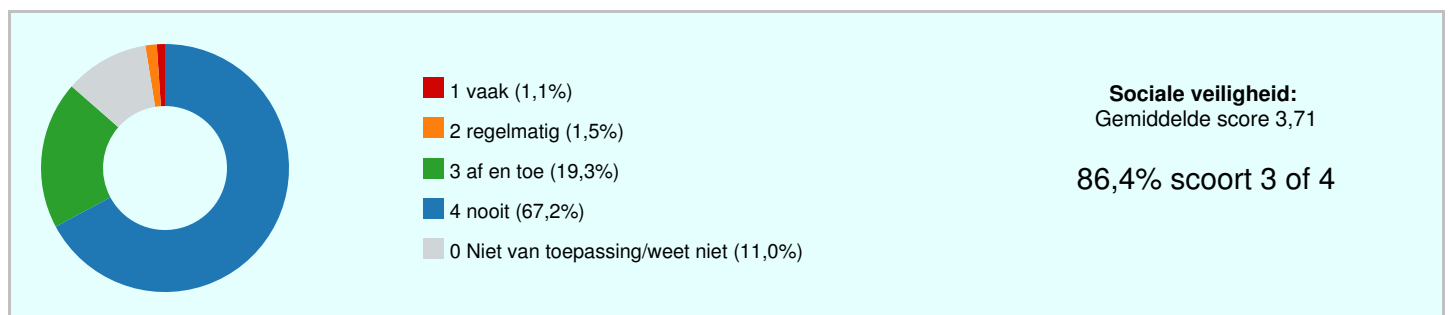 1 vaak (1,1%)
2 regelmatig (1,5%)
3 af en toe (19,3%)
4 nooit (67,2%)
0 Niet van toepassing/weet niet (11,0%)
Sociale veiligheid:
Gemiddelde score 3,71
86,4% scoort 3 of 4